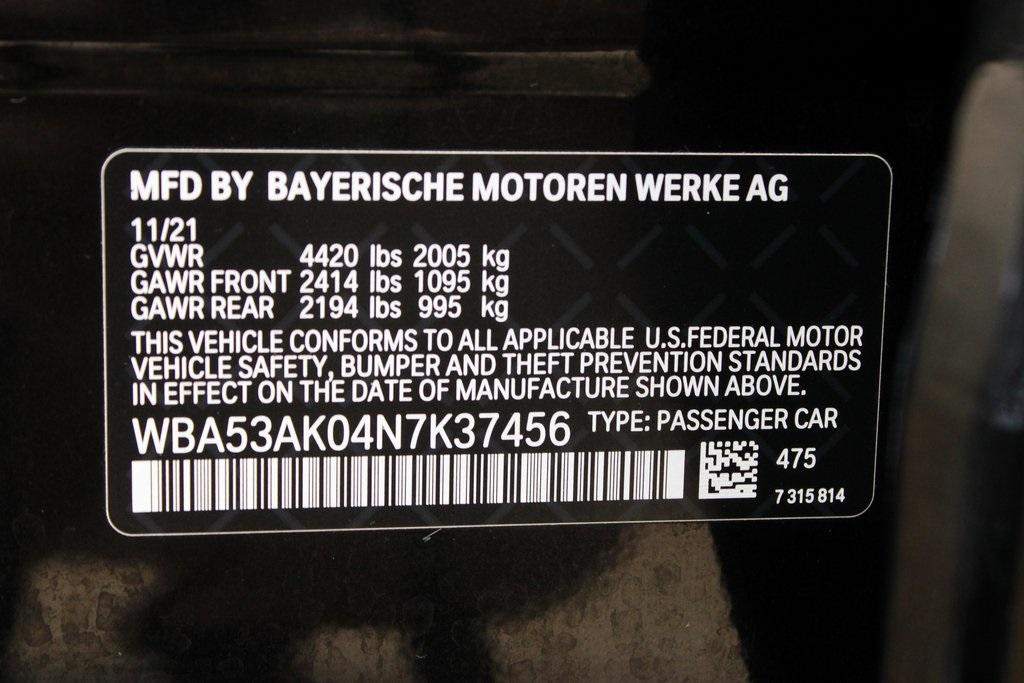 MFD BY BAYERISCHE MOTOREN WERKE AG
11/21
GVWR 4420 lbs 2005 kg
GAWR FRONT 2414 lbs 1095 kg
GAWR REAR 2194 lbs 995 kg
THIS VEHICLE CONFORMS TO ALL APPLICABLE U.S.FEDERAL MOTOR
VEHICLE SAFETY, BUMPER AND THEFT PREVENTION STANDARDS
IN EFFECT ON THE DATE OF MANUFACTURE SHOWN ABOVE.
WBA53AK04N7K37456 TYPE: PASSENGER CAR
475
7 315 814